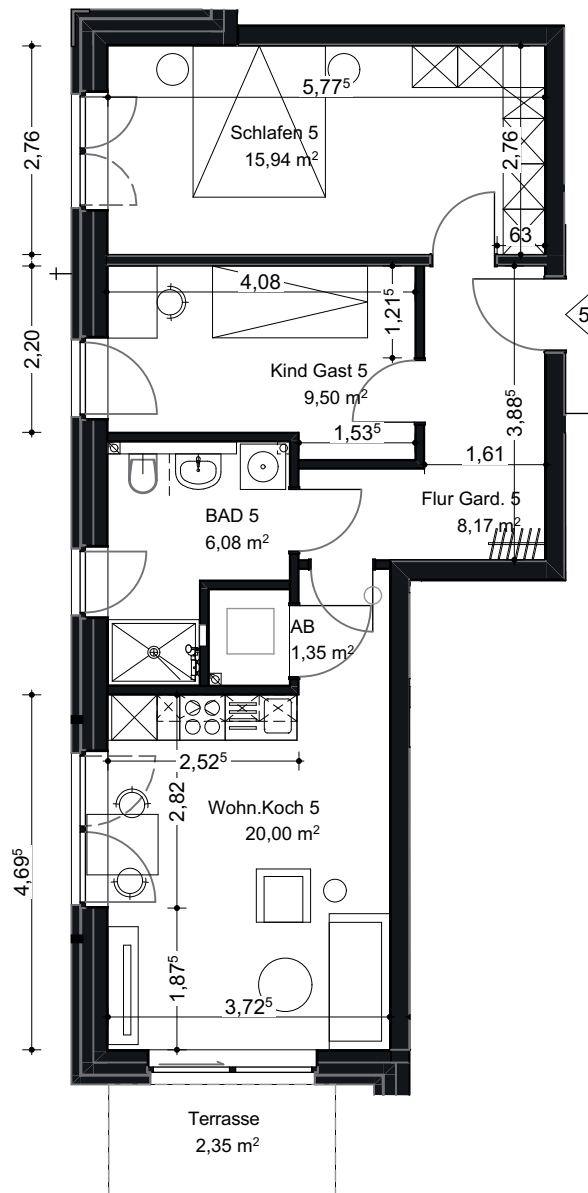 5,77⁵
Schlafen 5
15,94 m²
2,76
2,76
63
4,08
1,21⁵
2,20
Kind Gast 5
9,50 m²
5
3,88⁵
1,53⁵
1,61
Flur Gard. 5
8,17 m²
BAD 5
6,08 m²
AB
1,35 m²
2,52⁵
2,82
Wohn.Koch 5
20,00 m²
4,69⁵
1,87⁵
3,72⁵
Terrasse
2,35 m²